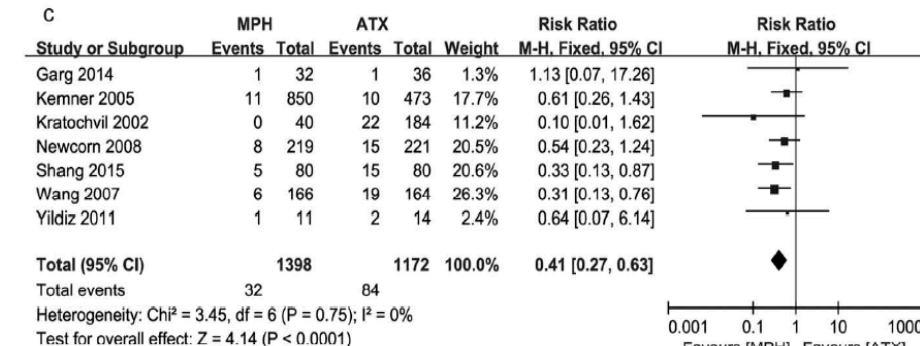 C
MPH ATX Risk Ratio Risk Ratio
Study or Subgroup Events Total Events Total Weight M-H, Fixed, 95% CI M-H, Fixed, 95% CI
Garg 2014 1 32 1 36 1.3% 1.13 [0.07, 17.26]
Kemner 2005 11 850 10 473 17.7% 0.61 [0.26, 1.43]
Kratochvil 2002 0 40 22 184 11.2% 0.10 [0.01, 1.62]
Newcorn 2008 8 219 15 221 20.5% 0.54 [0.23, 1.24]
Shang 2015 5 80 15 80 20.6% 0.33 [0.13, 0.87]
Wang 2007 6 166 19 164 26.3% 0.31 [0.13, 0.76]
Yildiz 2011 1 11 2 14 2.4% 0.64 [0.07, 6.14]
Total (95% CI) 1398 1172 100.0% 0.41 [0.27, 0.63]
Total events 32 84
Heterogeneity: Chi² = 3.45, df = 6 (P = 0.75); I² = 0%
0.001 0.1 1 10 1000
Test for overall effect: Z = 4.14 (P < 0.0001)
Favours [MPH] Favours [ATX]